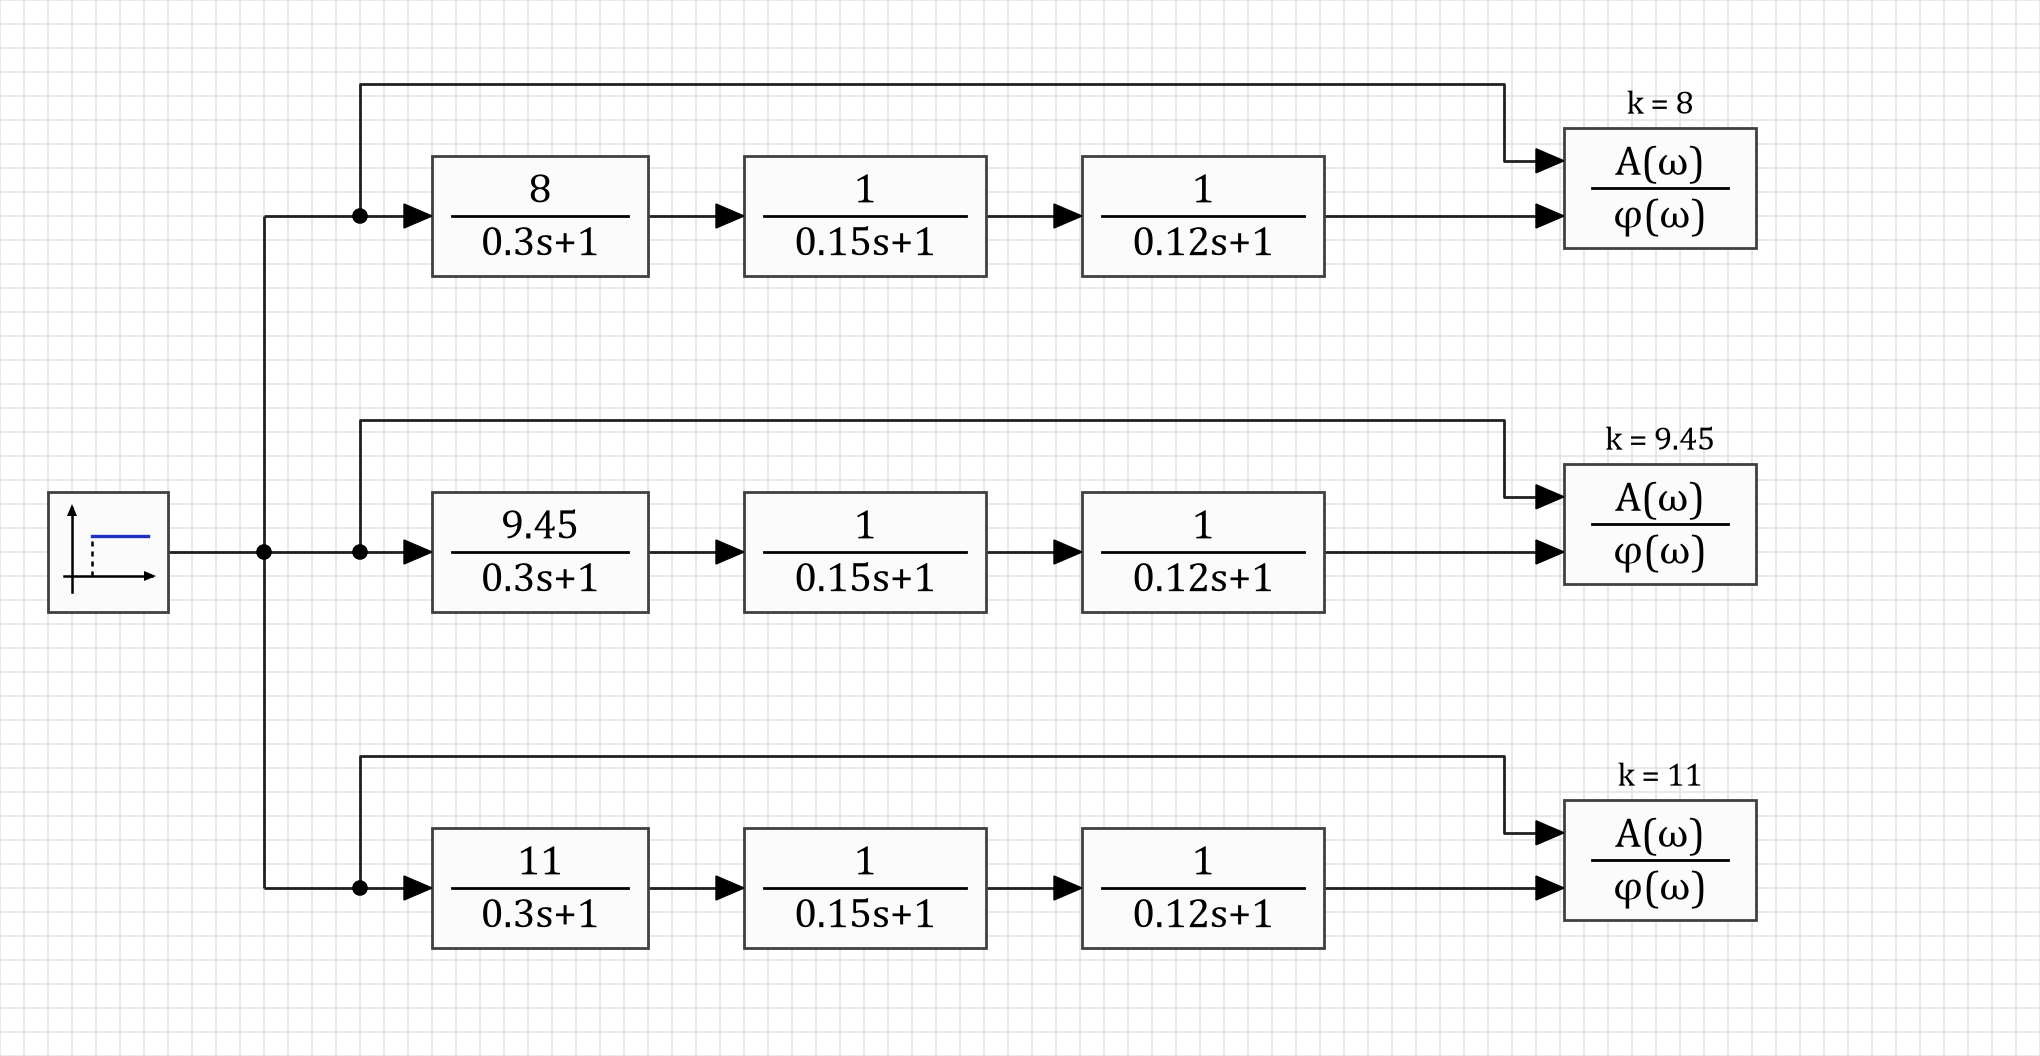 k = 8
8
0.3s+1
1
0.15s+1
1
0.12s+1
A(ω)
φ(ω)
k = 9.45
9.45
0.3s+1
1
0.15s+1
1
0.12s+1
A(ω)
φ(ω)
k = 11
11
0.3s+1
1
0.15s+1
1
0.12s+1
A(ω)
φ(ω)